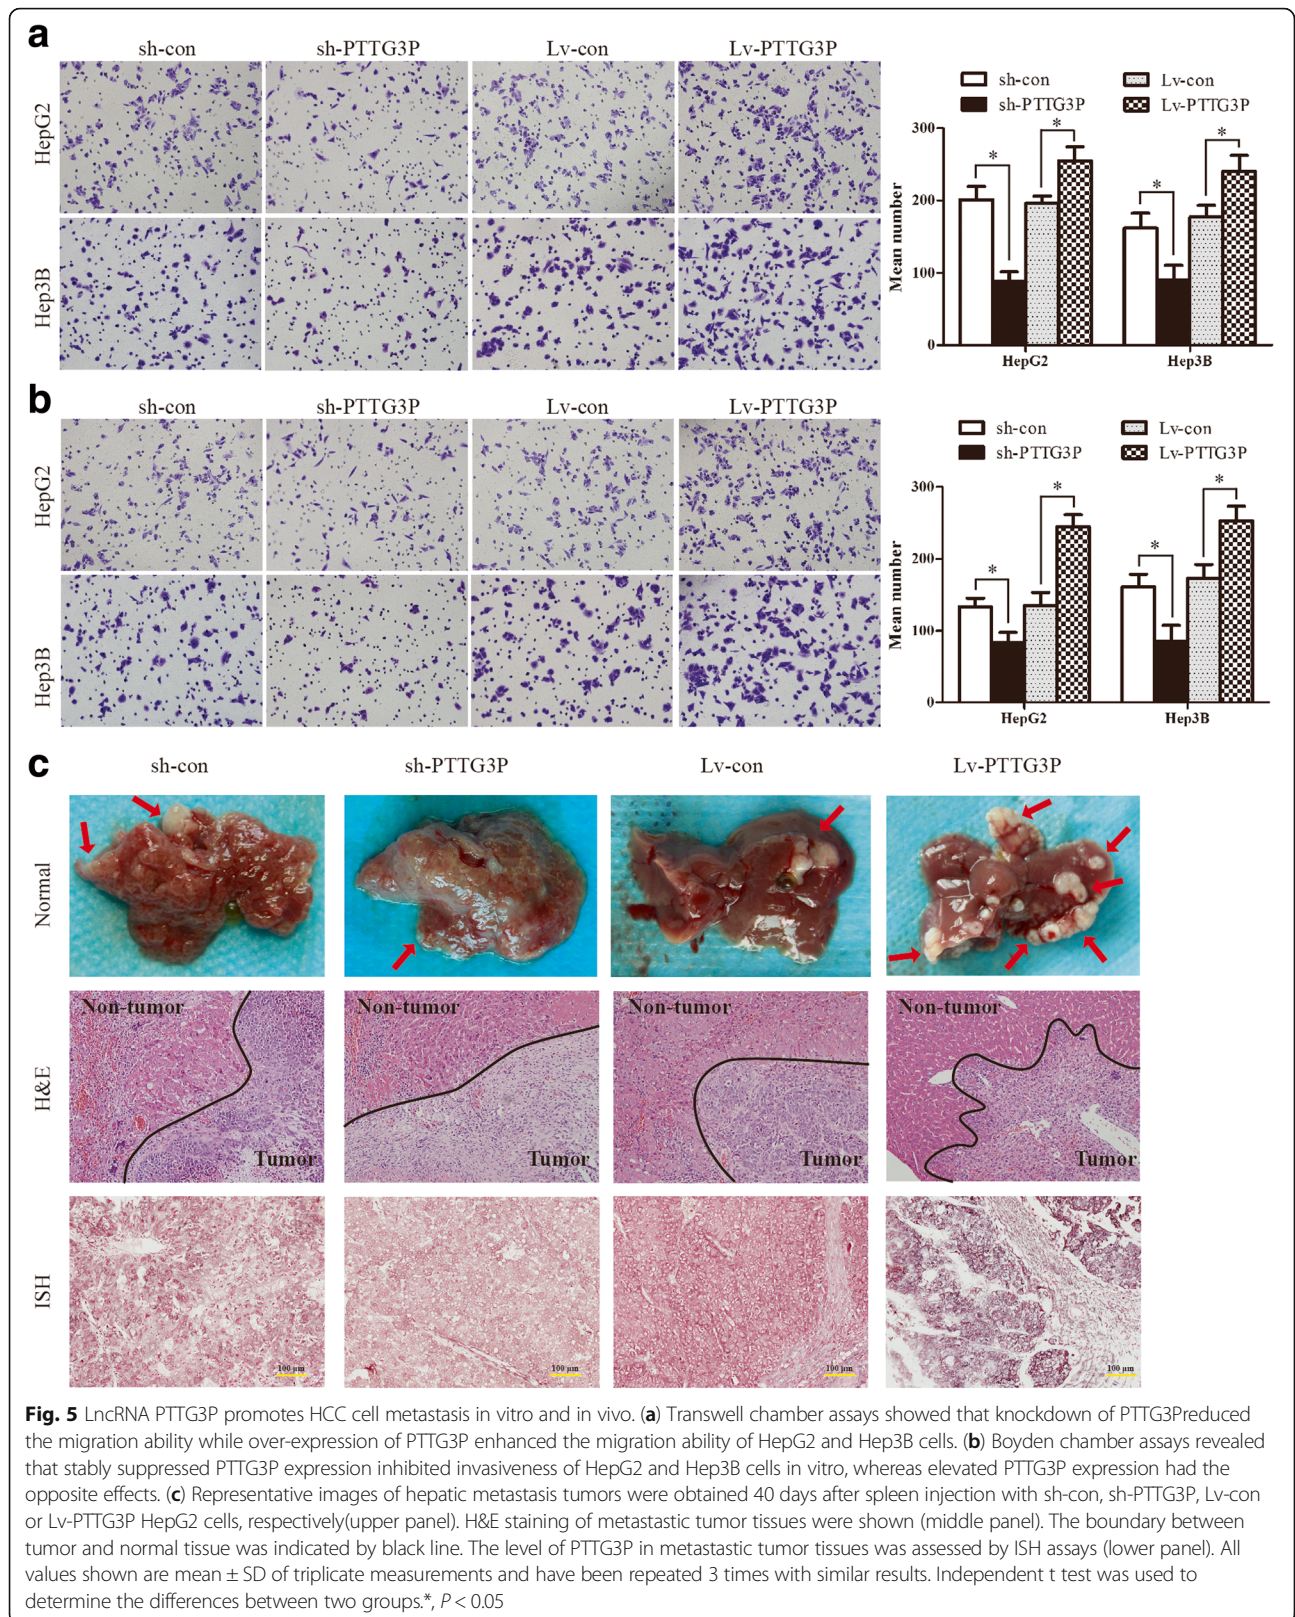 a
sh-con sh-PTTG3P Lv-con Lv-PTTG3P
HepG2
Hep3B
sh-con Lv-con
sh-PTTG3P Lv-PTTG3P
Mean number
300
200
100
0
* * * *
HepG2 Hep3B
b
sh-con sh-PTTG3P Lv-con Lv-PTTG3P
HepG2
Hep3B
sh-con Lv-con
sh-PTTG3P Lv-PTTG3P
Mean number
300
200
100
0
* * * *
HepG2 Hep3B
c
sh-con sh-PTTG3P Lv-con Lv-PTTG3P
Normal
H&E
Non-tumor Non-tumor Non-tumor Non-tumor
Tumor Tumor Tumor Tumor
ISH
100 μm 100 μm 100 μm 100 μm
Fig. 5 LncRNA PTTG3P promotes HCC cell metastasis in vitro and in vivo. (a) Transwell chamber assays showed that knockdown of PTTG3Preduced
the migration ability while over-expression of PTTG3P enhanced the migration ability of HepG2 and Hep3B cells. (b) Boyden chamber assays revealed
that stably suppressed PTTG3P expression inhibited invasiveness of HepG2 and Hep3B cells in vitro, whereas elevated PTTG3P expression had the
opposite effects. (c) Representative images of hepatic metastasis tumors were obtained 40 days after spleen injection with sh-con, sh-PTTG3P, Lv-con
or Lv-PTTG3P HepG2 cells, respectively(upper panel). H&E staining of metastastic tumor tissues were shown (middle panel). The boundary between
tumor and normal tissue was indicated by black line. The level of PTTG3P in metastastic tumor tissues was assessed by ISH assays (lower panel). All
values shown are mean ± SD of triplicate measurements and have been repeated 3 times with similar results. Independent t test was used to
determine the differences between two groups.*, P < 0.05